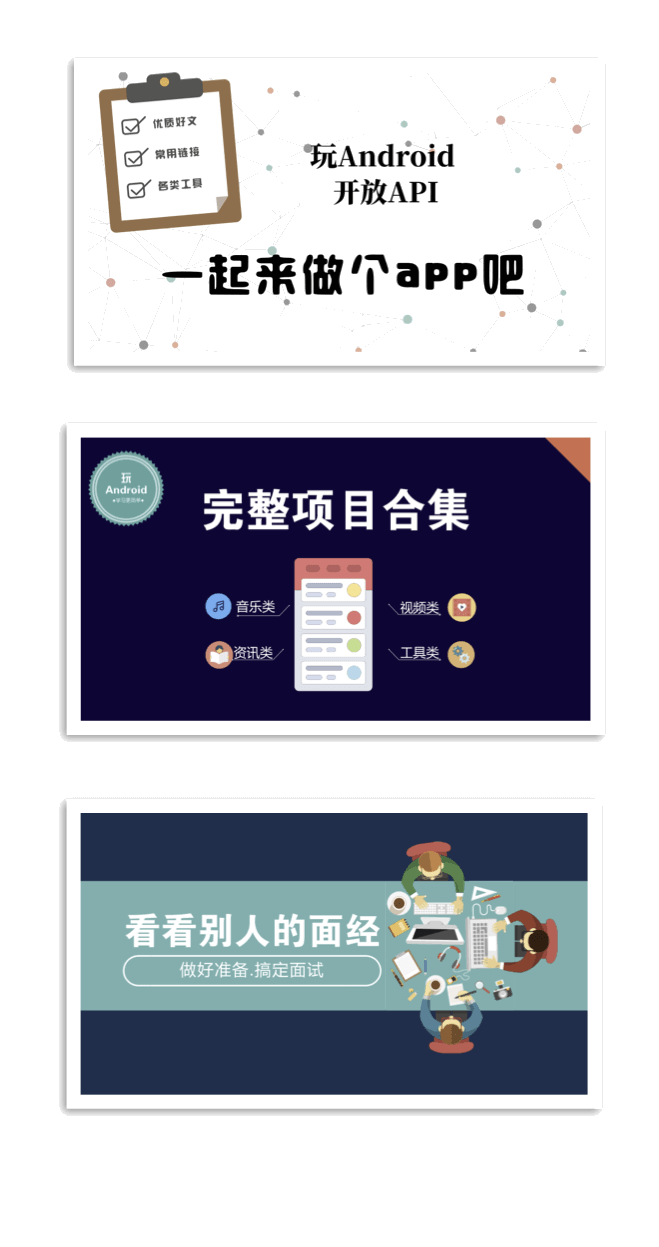 优质好文
常用链接
各类工具
玩Android
开放API
一起来做个app吧
玩
Android
完整项目合集
音乐类
视频类
资讯类
工具类
看看别人的面经
做好准备.搞定面试